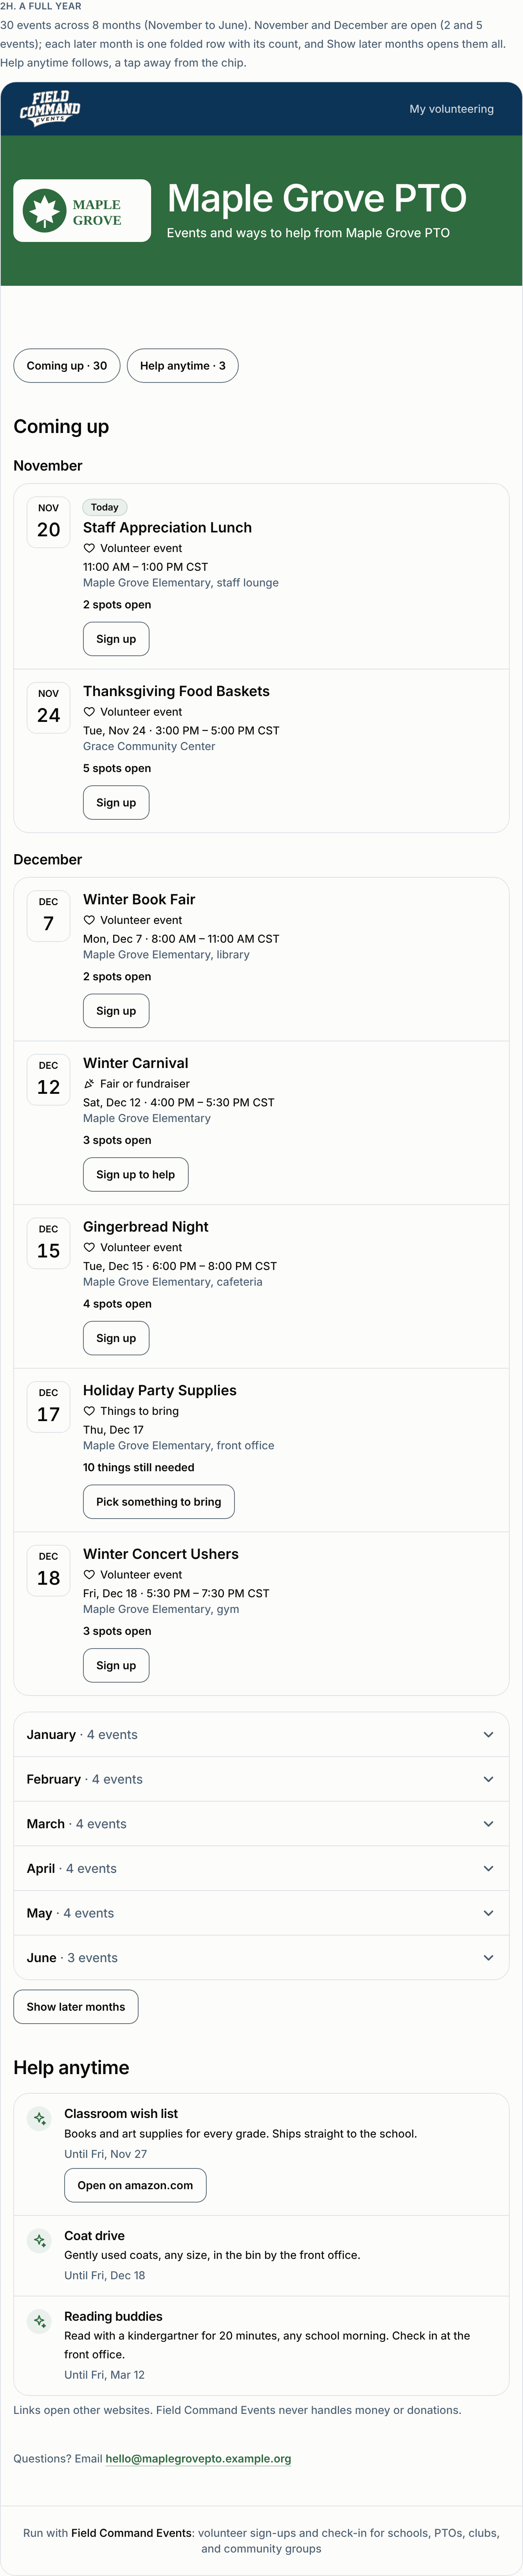 2H. A FULL YEAR
30 events across 8 months (November to June). November and December are open (2 and 5
events); each later month is one folded row with its count, and Show later months opens them all.
Help anytime follows, a tap away from the chip.
FIELD
COMMAND
EVENTS
My volunteering
MAPLE
GROVE
Maple Grove PTO
Events and ways to help from Maple Grove PTO
Coming up · 30
Help anytime · 3
Coming up
November
NOV
20
Today
Staff Appreciation Lunch
Volunteer event
11:00 AM – 1:00 PM CST
Maple Grove Elementary, staff lounge
2 spots open
Sign up
NOV
24
Thanksgiving Food Baskets
Volunteer event
Tue, Nov 24 · 3:00 PM – 5:00 PM CST
Grace Community Center
5 spots open
Sign up
December
DEC
7
Winter Book Fair
Volunteer event
Mon, Dec 7 · 8:00 AM – 11:00 AM CST
Maple Grove Elementary, library
2 spots open
Sign up
DEC
12
Winter Carnival
Fair or fundraiser
Sat, Dec 12 · 4:00 PM – 5:30 PM CST
Maple Grove Elementary
3 spots open
Sign up to help
DEC
15
Gingerbread Night
Volunteer event
Tue, Dec 15 · 6:00 PM – 8:00 PM CST
Maple Grove Elementary, cafeteria
4 spots open
Sign up
DEC
17
Holiday Party Supplies
Things to bring
Thu, Dec 17
Maple Grove Elementary, front office
10 things still needed
Pick something to bring
DEC
18
Winter Concert Ushers
Volunteer event
Fri, Dec 18 · 5:30 PM – 7:30 PM CST
Maple Grove Elementary, gym
3 spots open
Sign up
January · 4 events
February · 4 events
March · 4 events
April · 4 events
May · 4 events
June · 3 events
Show later months
Help anytime
Classroom wish list
Books and art supplies for every grade. Ships straight to the school.
Until Fri, Nov 27
Open on amazon.com
Coat drive
Gently used coats, any size, in the bin by the front office.
Until Fri, Dec 18
Reading buddies
Read with a kindergartner for 20 minutes, any school morning. Check in at the
front office.
Until Fri, Mar 12
Links open other websites. Field Command Events never handles money or donations.
Questions? Email hello@maplegrovepto.example.org
Run with Field Command Events: volunteer sign-ups and check-in for schools, PTOs, clubs,
and community groups